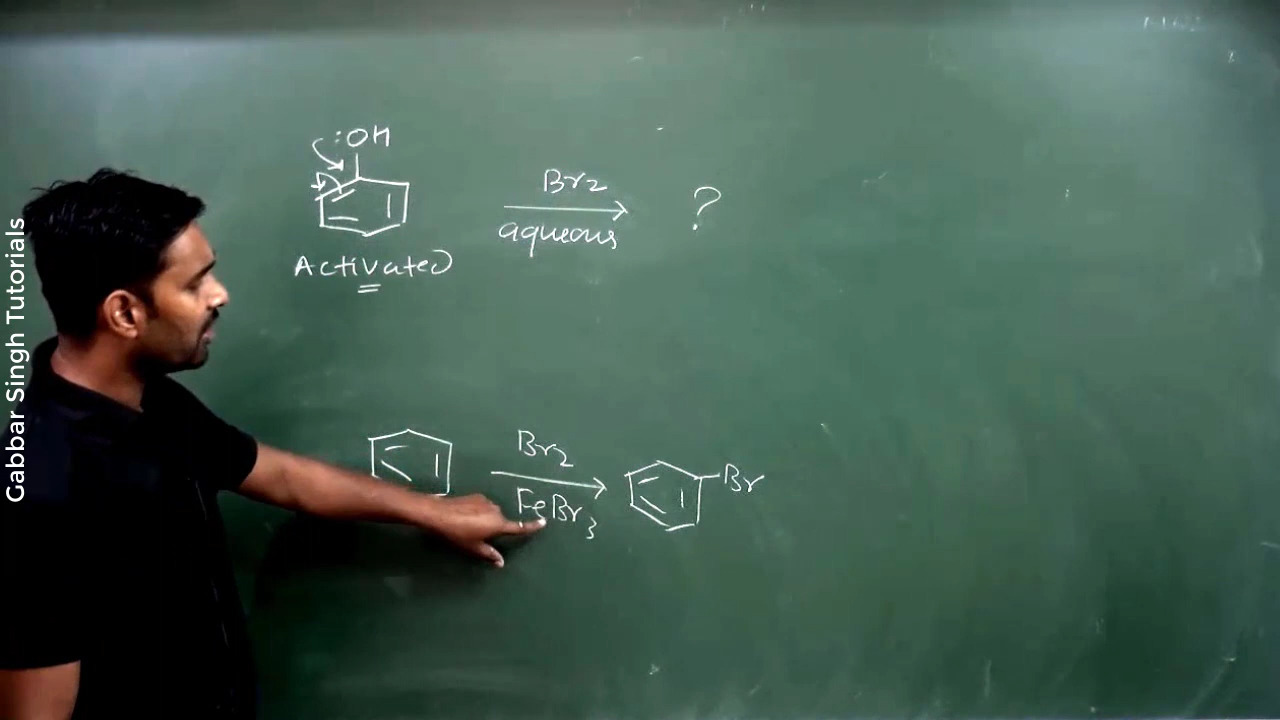 :OH
Br2
?
aqueous
Activated
Br2
FeBr3
Br
Gabbar Singh Tutorials